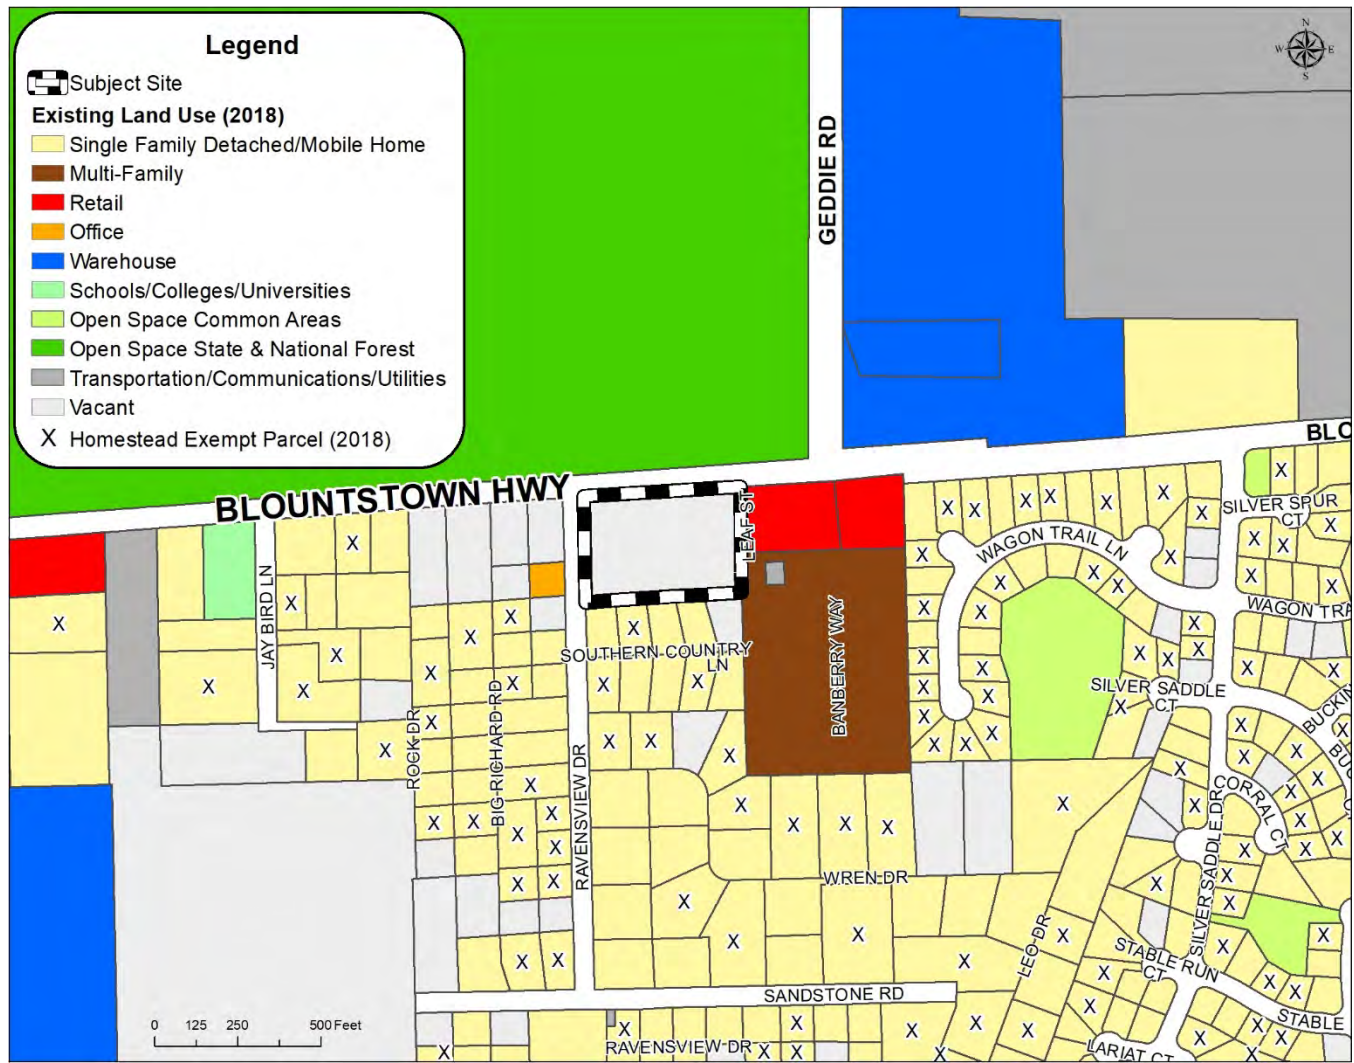 Legend
Subject Site
Existing Land Use (2018)
Single Family Detached/Mobile Home
Multi-Family
Retail
Office
Warehouse
Schools/Colleges/Universities
Open Space Common Areas
Open Space State & National Forest
Transportation/Communications/Utilities
Vacant
X Homestead Exempt Parcel (2018)
N
W E
S
GEDDIE RD
BLO
BLOUNTSTOWN HWY
LEAF ST
SILVER SPUR
CT
WAGON TRAIL LN
WAGON TRA
JAY BIRD LN
SOUTHERN COUNTRY
LN
BANBERRY WAY
SILVER SADDLE
CT
BUCKIN
BUC
ROCK DR
BIG RICHARD RD
RAVENSVIEW DR
CORRAL CT
SILVER SADDLE DR
WREN DR
LEO DR
STABLE RUN
CT
STABLE
SANDSTONE RD
RAVENSVIEW DR
LARIAT CT
0 125 250 500 Feet